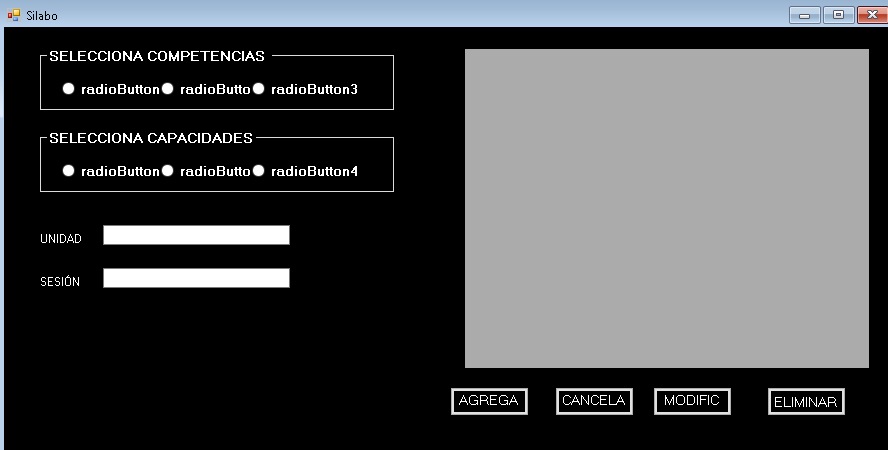 Silabo
SELECCIONA COMPETENCIAS
radioButton radioButto radioButton3
SELECCIONA CAPACIDADES
radioButton radioButto radioButton4
UNIDAD
SESIÓN
AGREGA CANCELA MODIFIC ELIMINAR